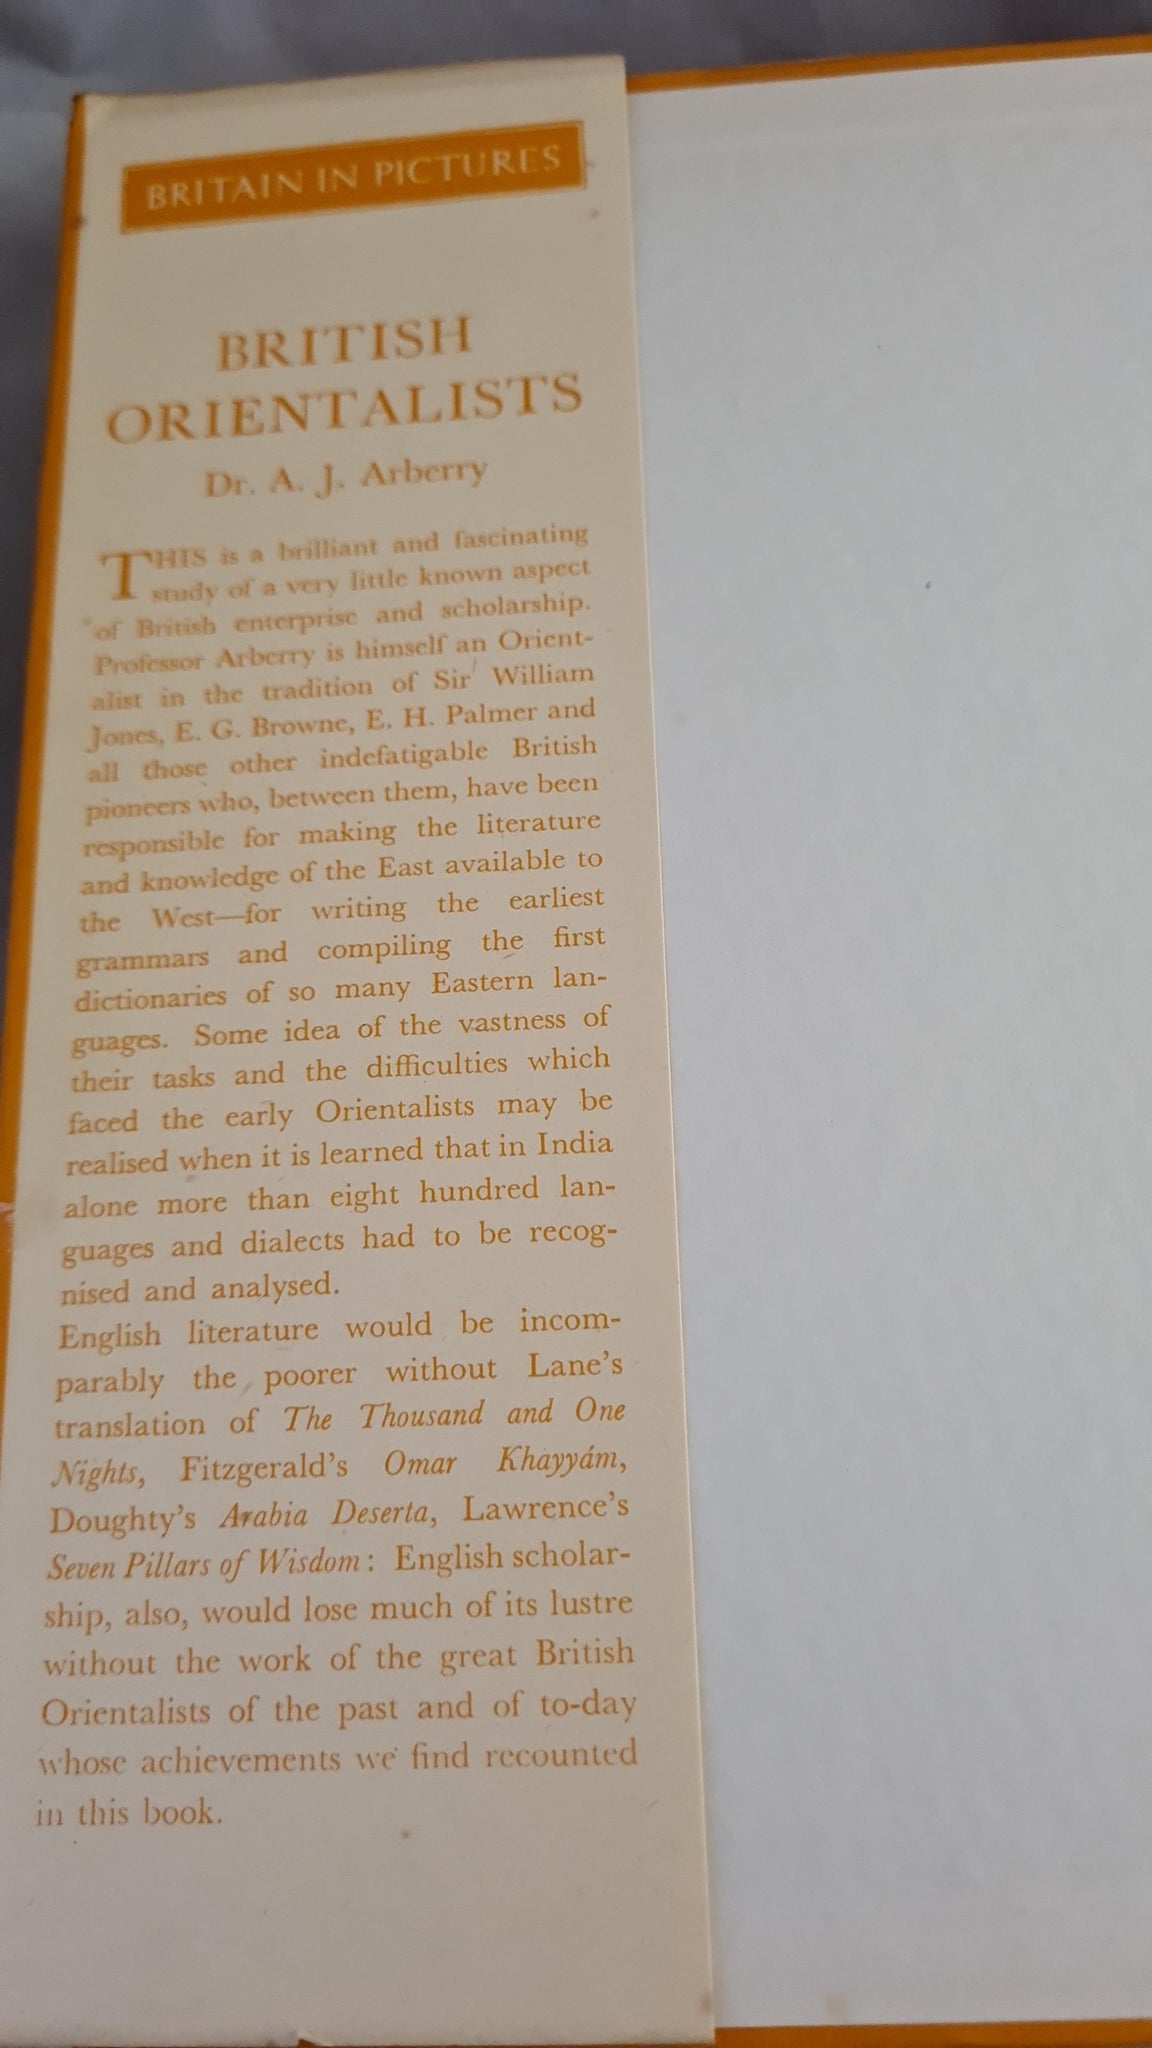 BRITAIN IN PICTURES
BRITISH
ORIENTALISTS
Dr. A. J. Arberry
THIS is a brilliant and fascinating
study of a very little known aspect
of British enterprise and scholarship.
Professor Arberry is himself an Orient-
alist in the tradition of Sir William
Jones, E. G. Browne, E. H. Palmer and
all those other indefatigable British
pioneers who, between them, have been
responsible for making the literature
and knowledge of the East available to
the West—for writing the earliest
grammars and compiling the first
dictionaries of so many Eastern lan-
guages. Some idea of the vastness of
their tasks and the difficulties which
faced the early Orientalists may be
realised when it is learned that in India
alone more than eight hundred lan-
guages and dialects had to be recog-
nised and analysed.
English literature would be incom-
parably the poorer without Lane's
translation of The Thousand and One
Nights, Fitzgerald's Omar Khayyám,
Doughty's Arabia Deserta, Lawrence's
Seven Pillars of Wisdom: English scholar-
ship, also, would lose much of its lustre
without the work of the great British
Orientalists of the past and of to-day
whose achievements we find recounted
in this book.